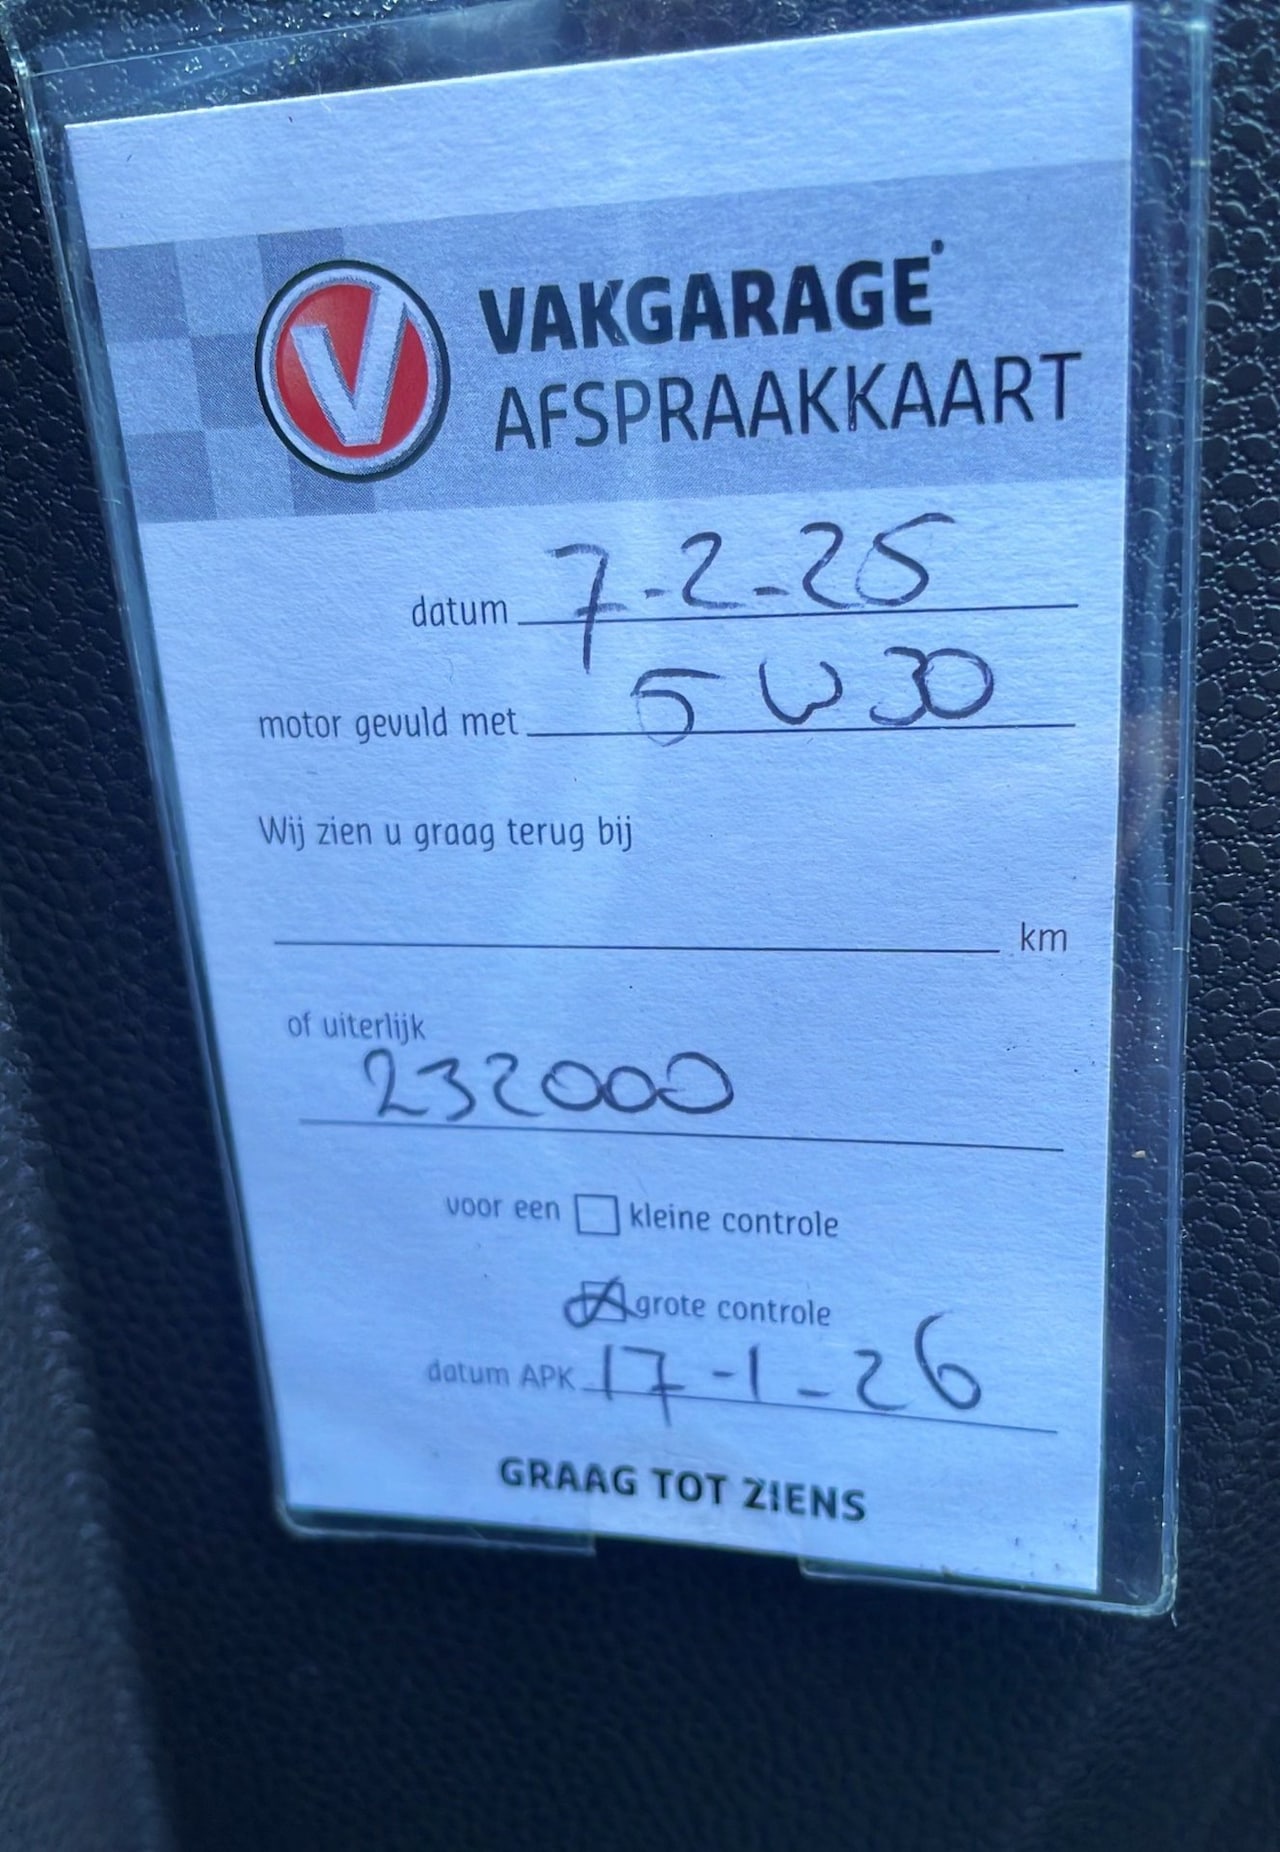 V VAKGARAGE
AFSPRAAKKAART
datum 7-2-25
motor gevuld met 5W30
Wij zien u graag terug bij
km
of uiterlijk
232000
voor een kleine controle
grote controle
datum APK 17-1-26
GRAAG TOT ZIENS